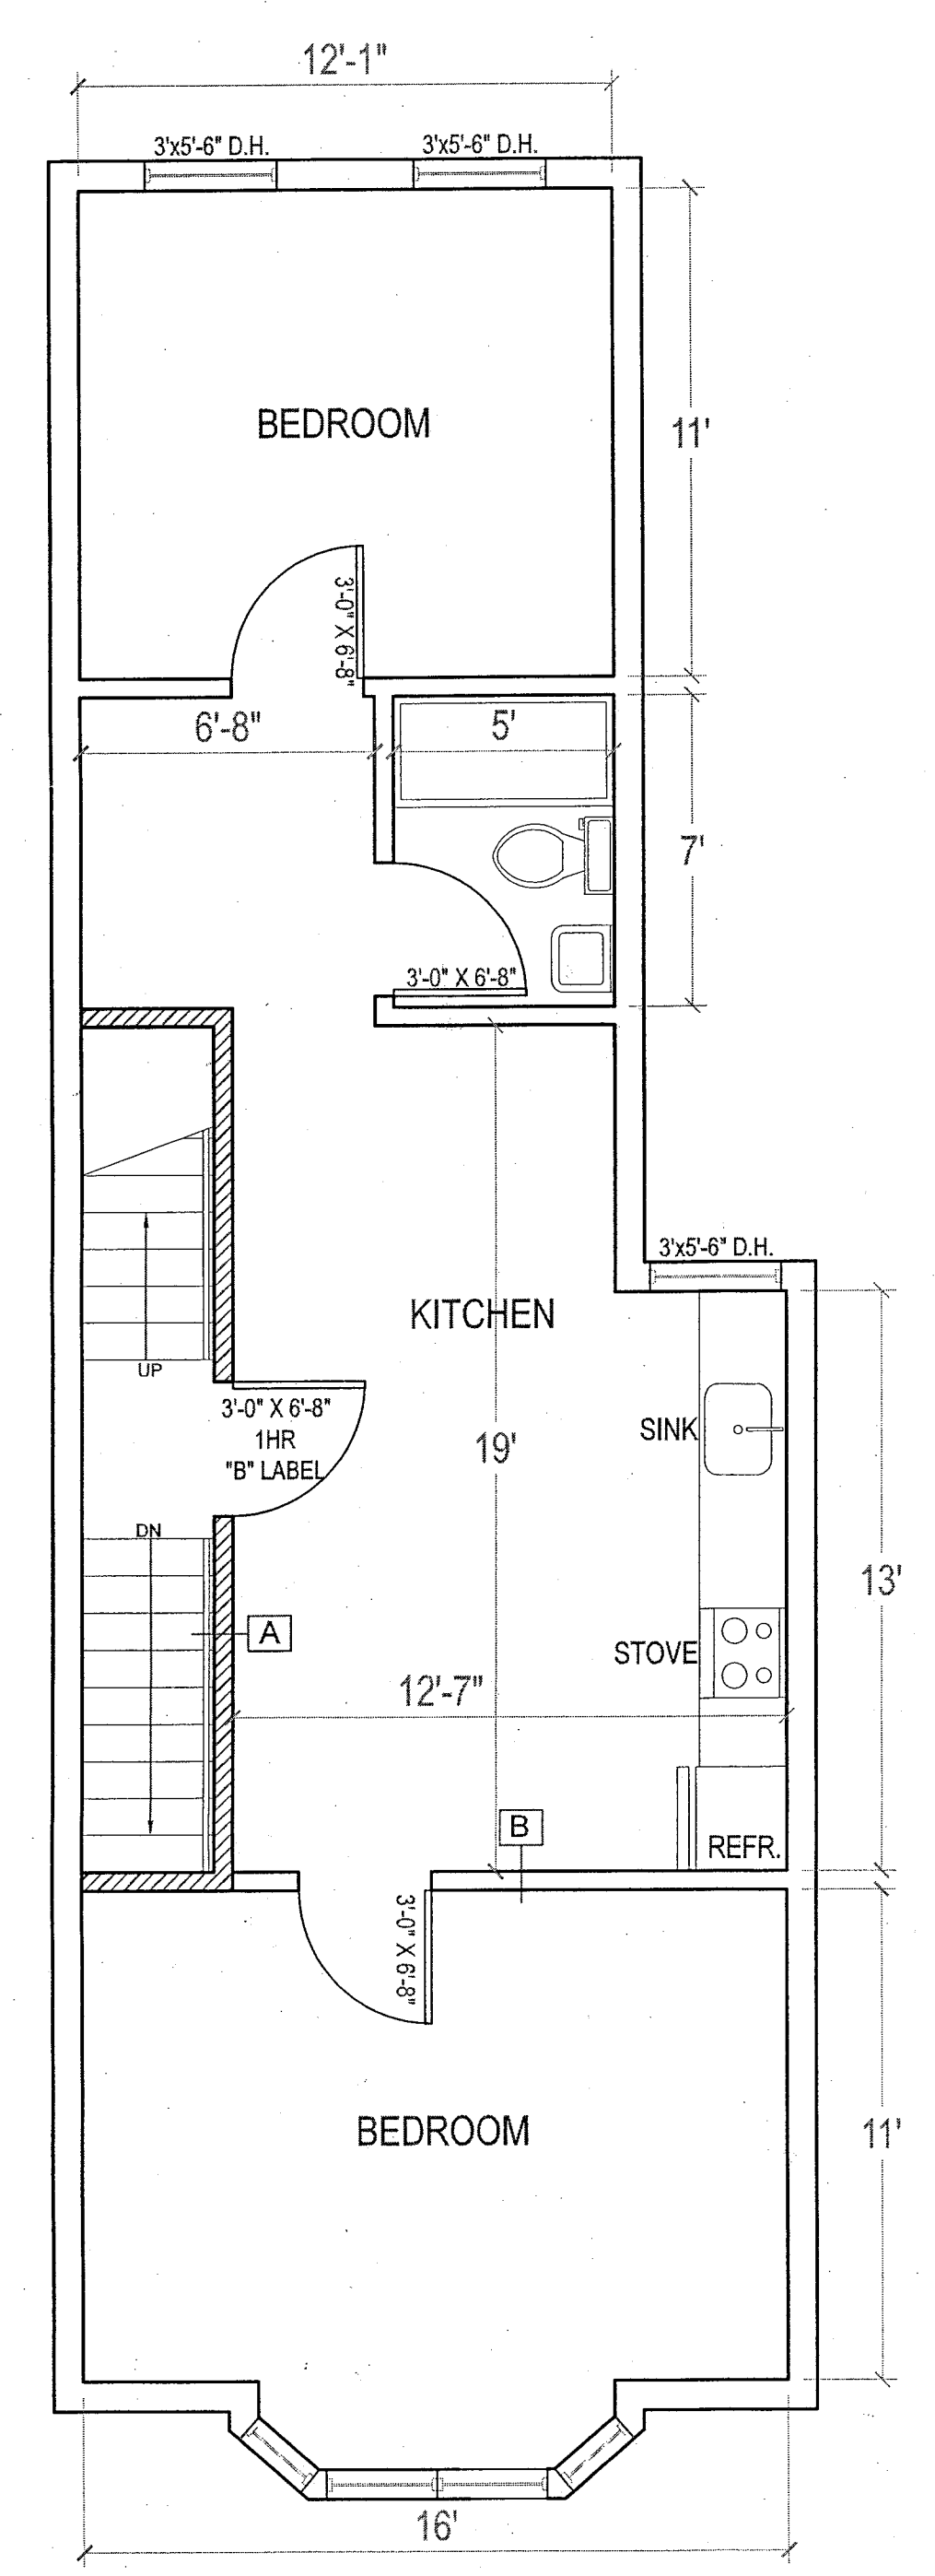 12'-1"
3'x5'-6" D.H.
3'x5'-6" D.H.
BEDROOM
11'
3'-0" X 6'-8"
6'-8"
5'
7'
3'-0" X 6'-8"
3'x5'-6" D.H.
KITCHEN
UP
3'-0" X 6'-8"
1HR
"B" LABEL
SINK
19'
DN
13'
A
STOVE
12'-7"
B
REFR.
3'-0" X 6'-8"
BEDROOM
11'
16'